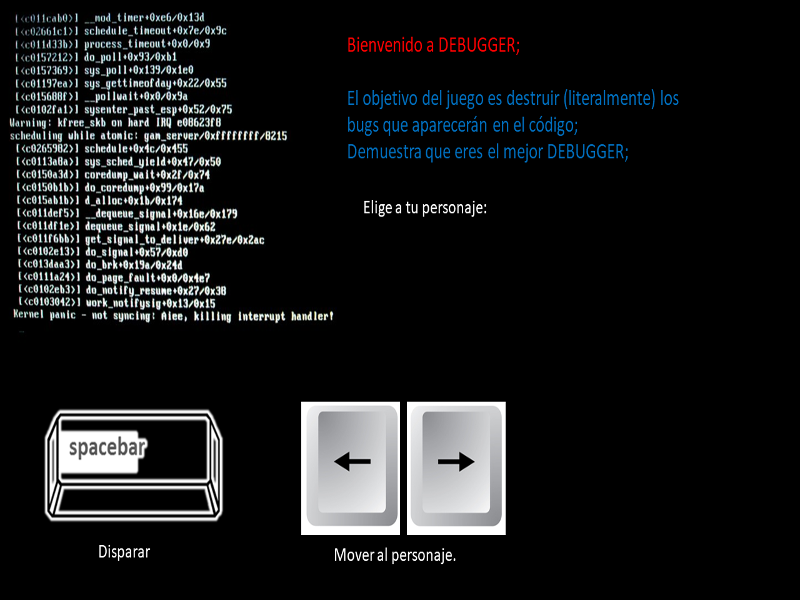 [<c011cab0>] __mod_timer+0xe6/0x13d
[<c02661c1>] schedule_timeout+0x7e/0x9c
[<c011d33b>] process_timeout+0x0/0x9
[<c0157212>] do_poll+0x93/0xb1
[<c0157369>] sys_poll+0x139/0x1e0
[<c01197ea>] sys_gettimeofday+0x22/0x55
[<c015688f>] __pollwait+0x0/0x9a
[<c0102fa1>] sysenter_past_esp+0x52/0x75
Warning: kfree_skb on hard IRQ e08623f8
scheduling while atomic: gam_server/0xffffffff/8215
[<c0265982>] schedule+0x4c/0x455
[<c0113a8a>] sys_sched_yield+0x47/0x50
[<c0150a3d>] coredump_wait+0x2f/0x74
[<c0150b1b>] do_coredump+0x99/0x17a
[<c015ab1b>] d_alloc+0x1b/0x174
[<c011def5>] __dequeue_signal+0x16e/0x179
[<c011df1e>] dequeue_signal+0x1e/0x62
[<c011f6bb>] get_signal_to_deliver+0x27e/0x2ac
[<c0102e13>] do_signal+0x57/0xd0
[<c013daa3>] do_brk+0x19a/0x24d
[<c0111a24>] do_page_fault+0x0/0x4e7
[<c0102eb3>] do_notify_resume+0x27/0x38
[<c0103042>] work_notifysig+0x13/0x15
Kernel panic - not syncing: Aiee, killing interrupt handler!
Bienvenido a DEBUGGER;
El objetivo del juego es destruir (literalmente) los
bugs que aparecerán en el código;
Demuestra que eres el mejor DEBUGGER;
Elige a tu personaje:
spacebar
Disparar
Mover al personaje.